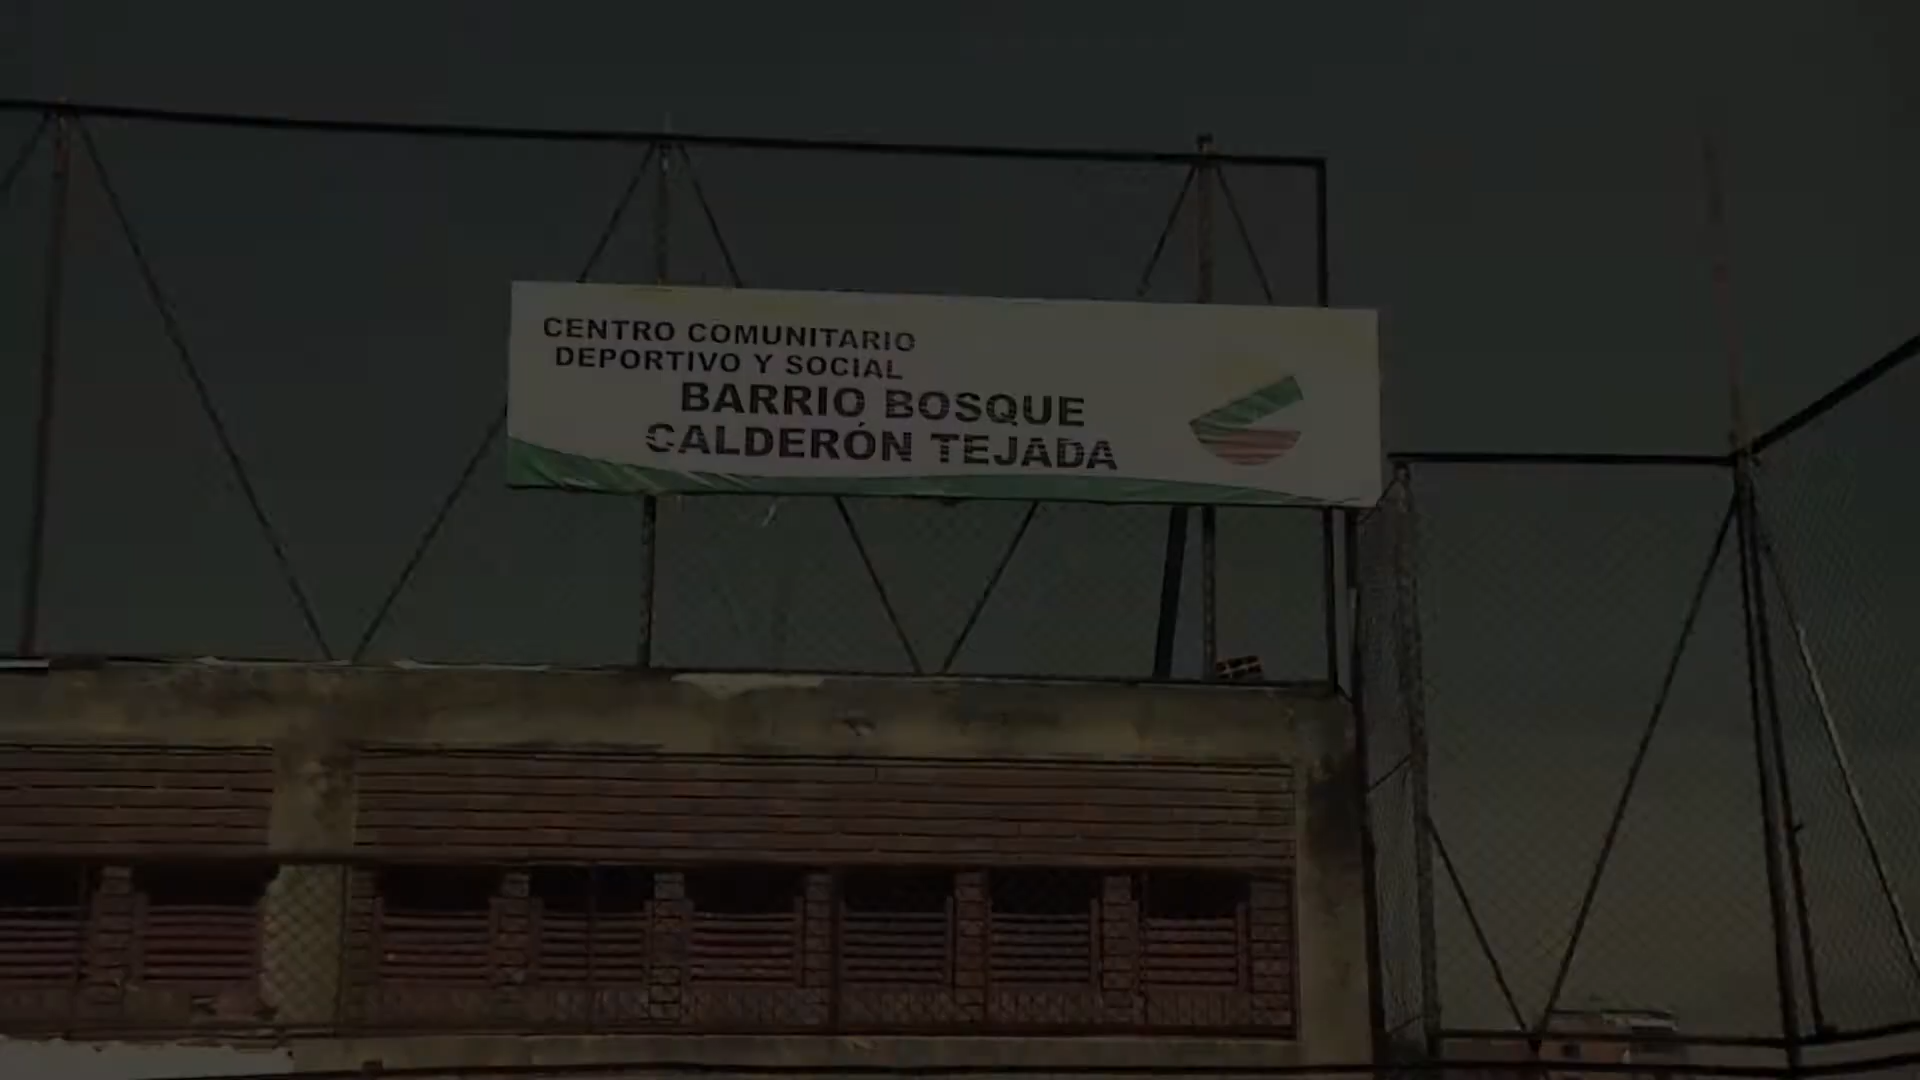 CENTRO COMUNITARIO
DEPORTIVO Y SOCIAL
BARRIO BOSQUE
CALDERÓN TEJADA